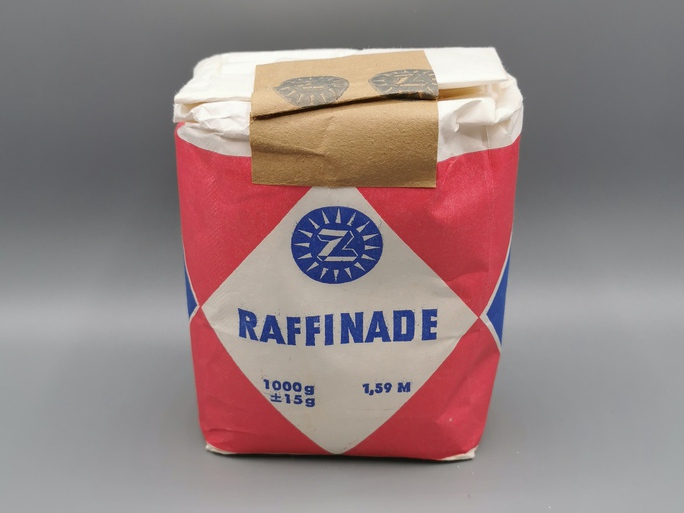 Z
Z
RAFFINADE
1000g
±15g
1,59 M